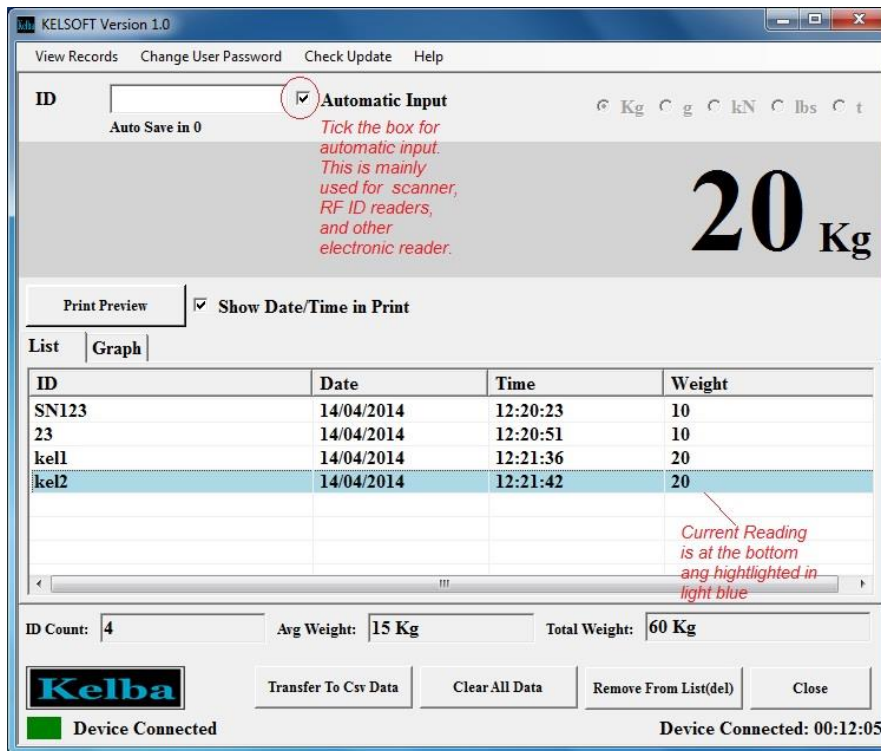 KELSOFT Version 1.0
View Records Change User Password Check Update Help
ID Automatic Input Kg g kN lbs t
Auto Save in 0
Tick the box for
automatic input.
This is mainly
used for scanner,
RF ID readers,
and other
electronic reader.
20 Kg
Print Preview Show Date/Time in Print
List Graph
ID Date Time Weight
SN123 14/04/2014 12:20:23 10
23 14/04/2014 12:20:51 10
kel1 14/04/2014 12:21:36 20
kel2 14/04/2014 12:21:42 20
Current Reading
is at the bottom
ang hightlighted in
light blue
ID Count: 4 Avg Weight: 15 Kg Total Weight: 60 Kg
Kelba Transfer To Csv Data Clear All Data Remove From List(del) Close
Device Connected Device Connected: 00:12:05